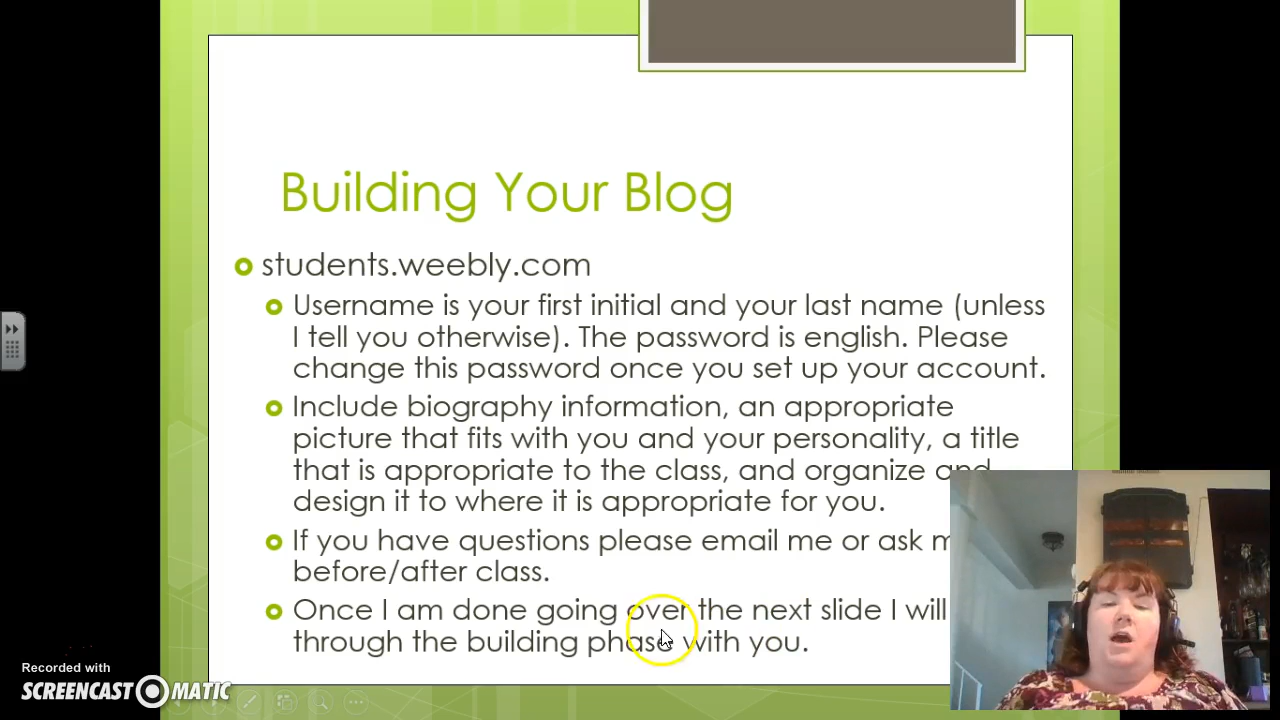 Building Your Blog
students.weebly.com
Username is your first initial and your last name (unless
I tell you otherwise). The password is english. Please
change this password once you set up your account.
Include biography information, an appropriate
picture that fits with you and your personality, a title
that is appropriate to the class, and organize and
design it to where it is appropriate for you.
If you have questions please email me or ask
before/after class.
Once I am done going over the next slide I will
through the building phase with you.
Recorded with
SCREENCAST O MATIC